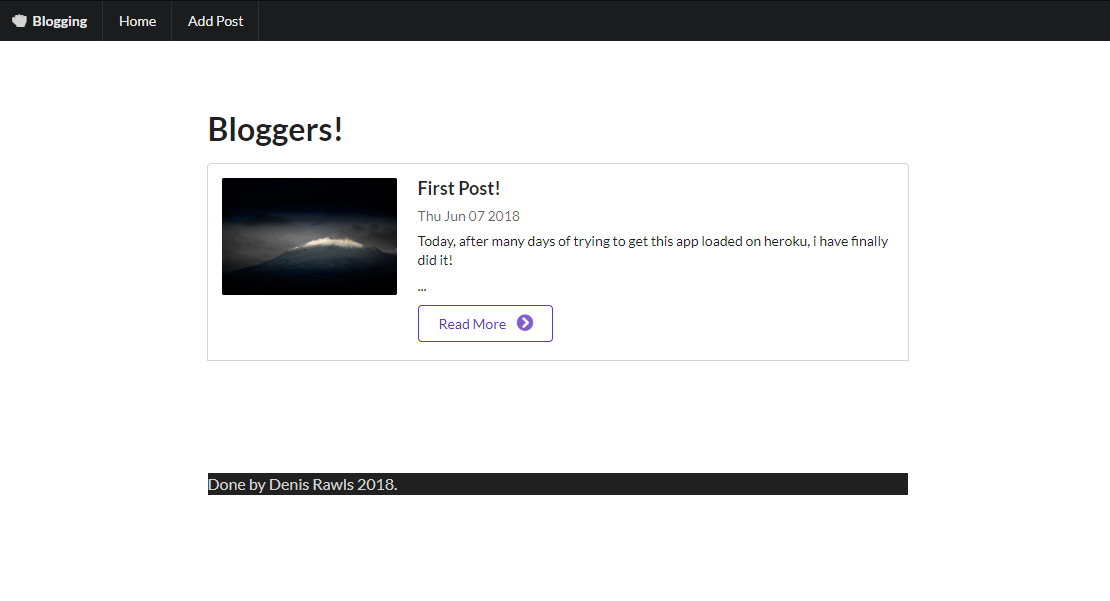 Blogging Home Add Post
Bloggers!
First Post!
Thu Jun 07 2018
Today, after many days of trying to get this app loaded on heroku, i have finally
did it!
...
Read More
Done by Denis Rawls 2018.